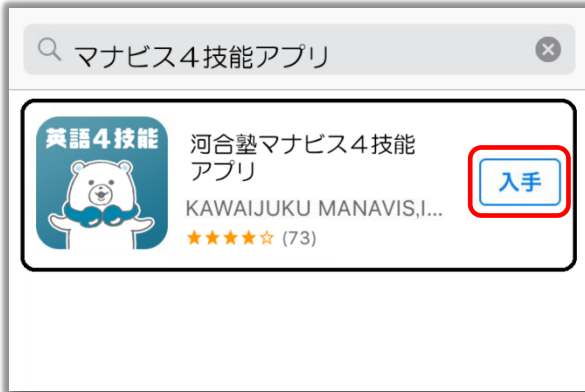 マナビス4技能アプリ
英語4技能
河合塾マナビス4技能
アプリ
入手
KAWAIJUKU MANAVIS,I...
★★★★☆ (73)